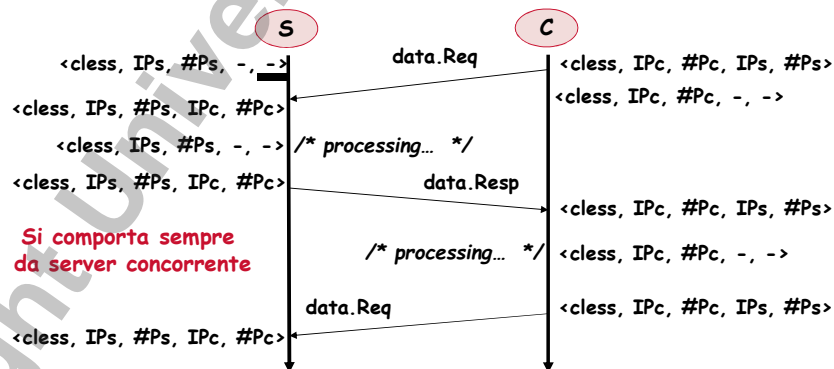 S
C
<cless, IPs, #Ps, -, ->
data.Req
<cless, IPc, #Pc, IPs, #Ps>
<cless, IPc, #Pc, -, ->
<cless, IPs, #Ps, IPc, #Pc>
<cless, IPs, #Ps, -, ->
/* processing… */
<cless, IPs, #Ps, IPc, #Pc>
data.Resp
<cless, IPc, #Pc, IPs, #Ps>
Si comporta sempre
da server concorrente
/* processing… */
<cless, IPc, #Pc, -, ->
data.Req
<cless, IPc, #Pc, IPs, #Ps>
<cless, IPs, #Ps, IPc, #Pc>